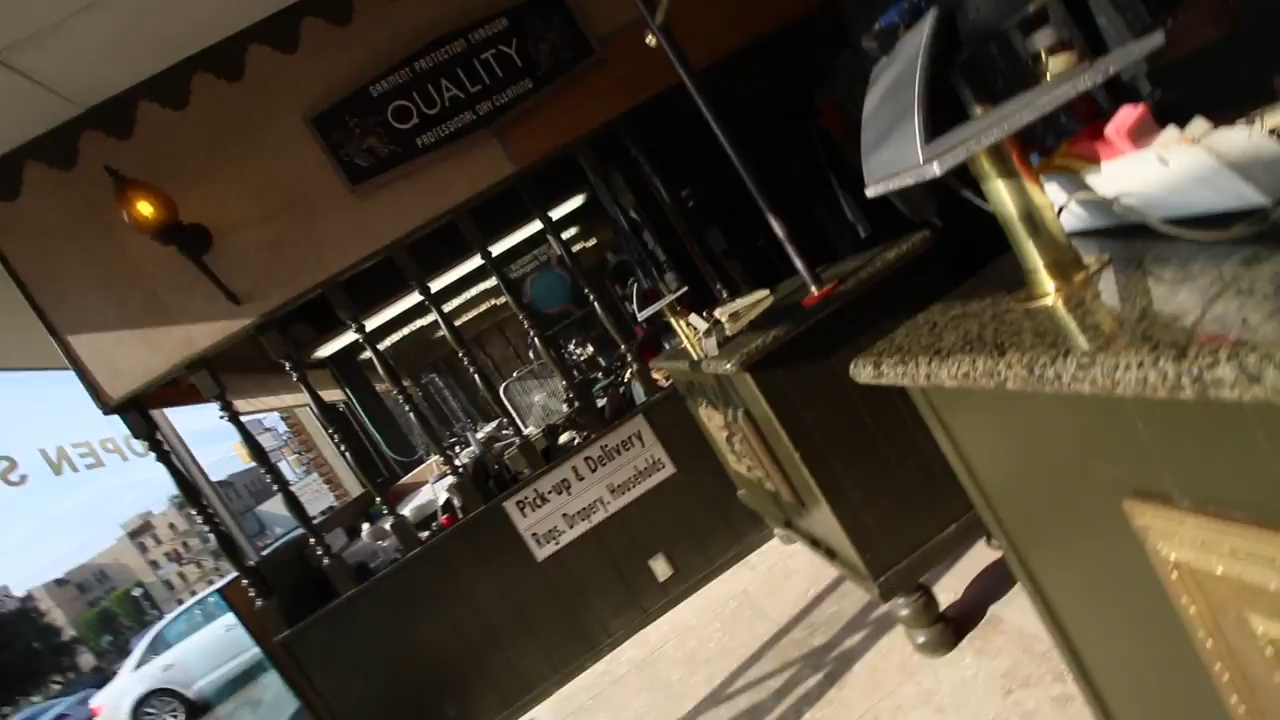 GARMENT PROTECTION THROUGH
QUALITY
PROFESSIONAL DRY CLEANING
Pick-up & Delivery
Rugs, Drapery, Households
OPEN S